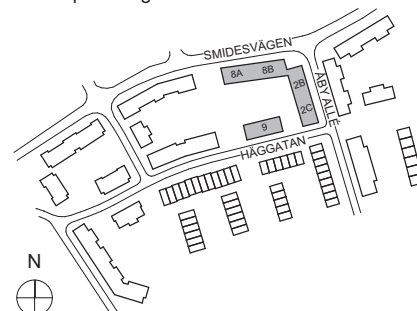 SMIDESVÄGEN
8A
8B
2B
2C
ÅBY ALLÉ
9
HÄGGATAN
N